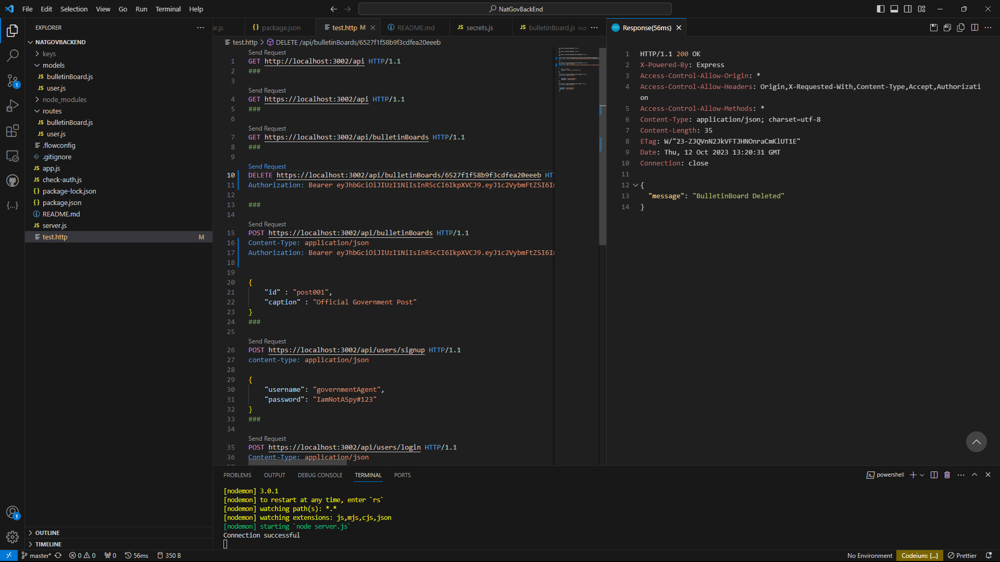 File Edit Selection View Go Run Terminal Help
NatGovBackEnd
EXPLORER
NATGOVBACKEND
keys
models
JS bulletinBoard.js
JS user.js
node_modules
routes
JS bulletinBoard.js
JS user.js
.flowconfig
.gitignore
JS app.js
JS check-auth.js
{} package-lock.json
{} package.json
README.md
JS server.js
test.http M
OUTLINE
TIMELINE
er.js
{} package.json
test.http M
README.md
JS secrets.js
JS bulletinBoard.js mo
test.http > DELETE /api/bulletinBoards/6527f1f58b9f3cdfea20eeeb
Send Request
1 GET http://localhost:3002/api HTTP/1.1
2 ###
3
Send Request
4 GET https://localhost:3002/api HTTP/1.1
5 ###
6
Send Request
7 GET https://localhost:3002/api/bulletinBoards HTTP/1.1
8 ###
9
Send Request
10 DELETE https://localhost:3002/api/bulletinBoards/6527f1f58b9f3cdfea20eeeb HT
11 Authorization: Bearer eyJhbGciOiJIUzI1NiIsInR5cCI6IkpXVCJ9.eyJ1c2VybmFtZSI6I
12
13 ###
14
Send Request
15 POST https://localhost:3002/api/bulletinBoards HTTP/1.1
16 Content-Type: application/json
17 Authorization: Bearer eyJhbGciOiJIUzI1NiIsInR5cCI6IkpXVCJ9.eyJ1c2VybmFtZSI6I
18
19
20 {
21 "id" : "post001",
22 "caption" : "Official Government Post"
23 }
24 ###
25
Send Request
26 POST https://localhost:3002/api/users/signup HTTP/1.1
27 content-type: application/json
28
29 {
30 "username": "governmentAgent",
31 "password": "IamNotASpy#123"
32 }
33 ###
34
Send Request
35 POST https://localhost:3002/api/users/login HTTP/1.1
36 Content-Type: application/json
Response(56ms)
1 HTTP/1.1 200 OK
2 X-Powered-By: Express
3 Access-Control-Allow-Origin: *
4 Access-Control-Allow-Headers: Origin,X-Requested-With,Content-Type,Accept,Authorizati
on
5 Access-Control-Allow-Methods: *
6 Content-Type: application/json; charset=utf-8
7 Content-Length: 35
8 ETag: W/"23-ZJQVnN2JkVFTJHNOnraCmKlUT1E"
9 Date: Thu, 12 Oct 2023 13:20:31 GMT
10 Connection: close
11
12 {
13 "message": "BulletinBoard Deleted"
14 }
PROBLEMS OUTPUT DEBUG CONSOLE TERMINAL PORTS
powershell
[nodemon] 3.0.1
[nodemon] to restart at any time, enter `rs`
[nodemon] watching path(s): *.*
[nodemon] watching extensions: js,mjs,cjs,json
[nodemon] starting `node server.js`
Connection successful
master* 0 0 0 56ms 350 B
No Environment Codeium: {...} Prettier